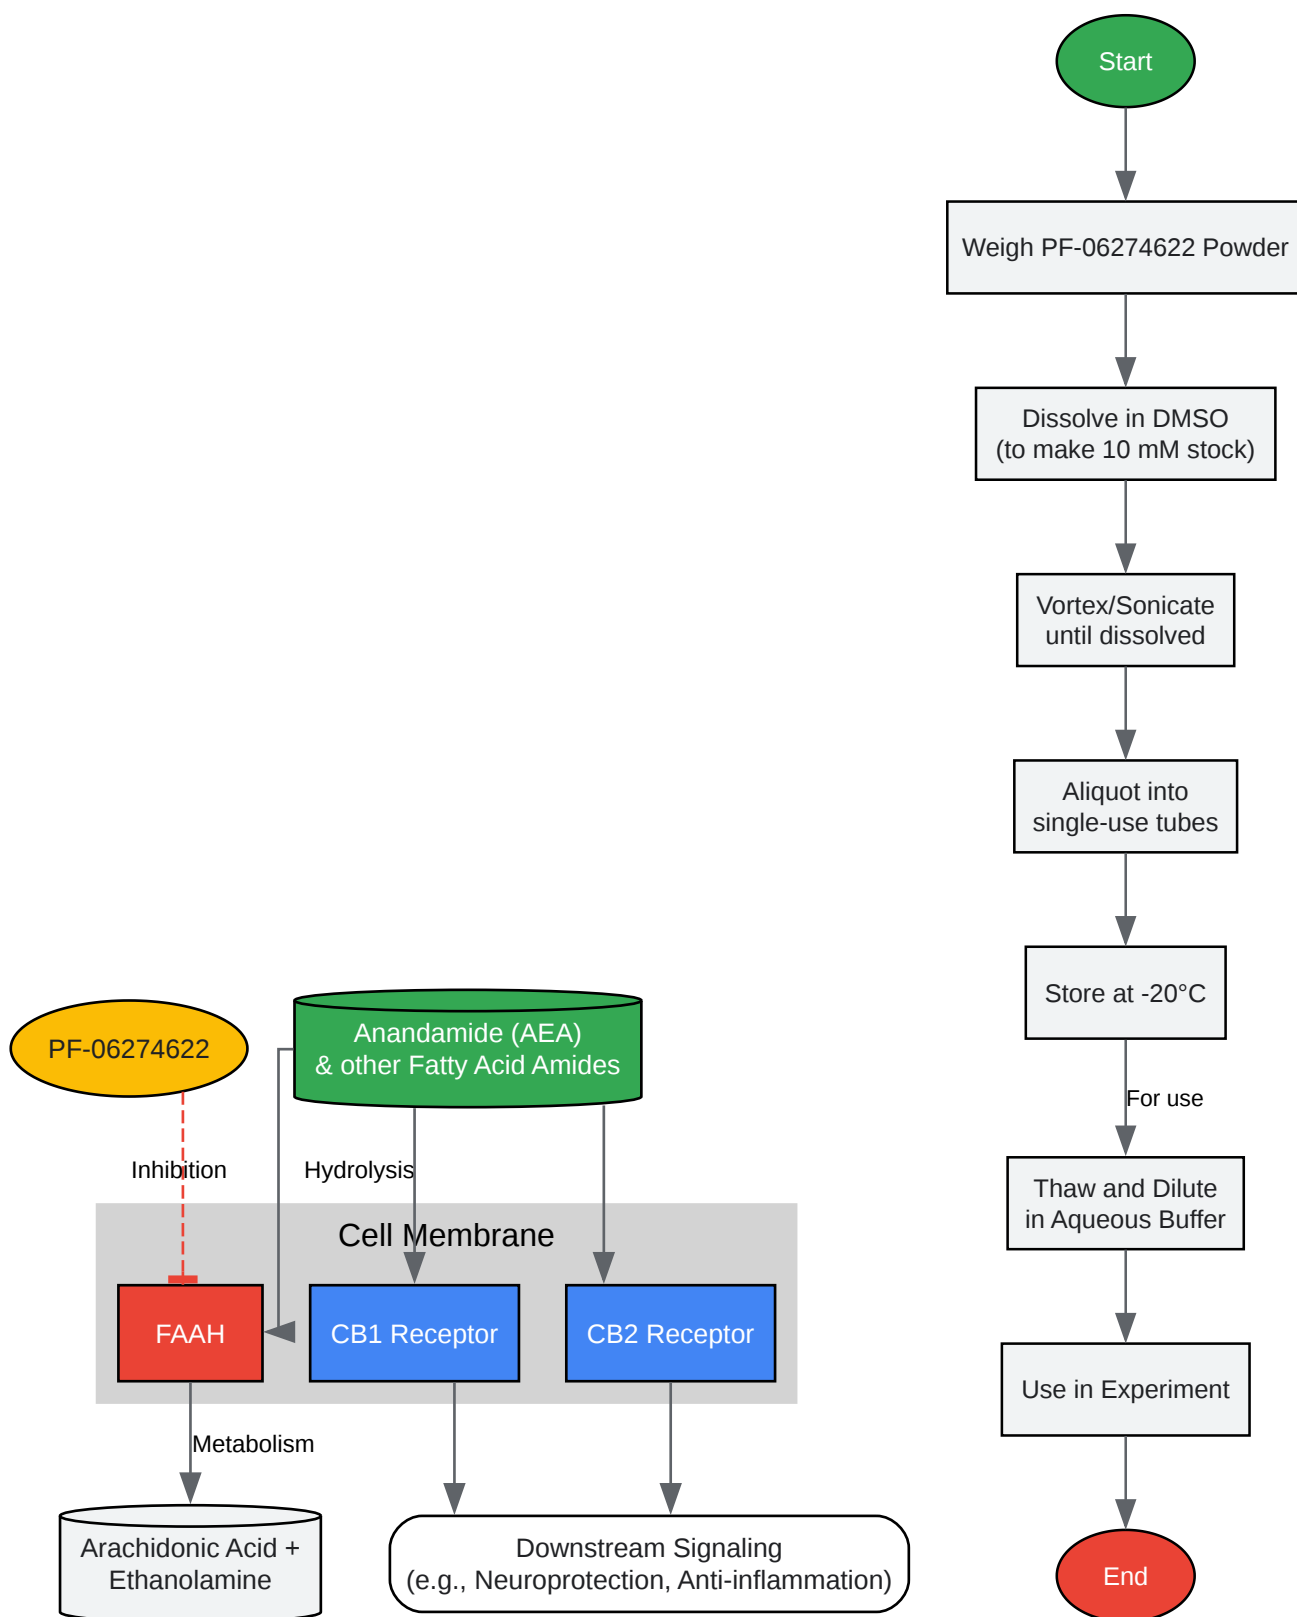 Start
Weigh PF-06274622 Powder
Dissolve in DMSO
(to make 10 mM stock)
Vortex/Sonicate
until dissolved
Aliquot into
single-use tubes
Store at -20°C
For use
Thaw and Dilute
in Aqueous Buffer
Use in Experiment
End
PF-06274622
Anandamide (AEA)
& other Fatty Acid Amides
Inhibition
Hydrolysis
Cell Membrane
FAAH
CB1 Receptor
CB2 Receptor
Metabolism
Arachidonic Acid +
Ethanolamine
Downstream Signaling
(e.g., Neuroprotection, Anti-inflammation)